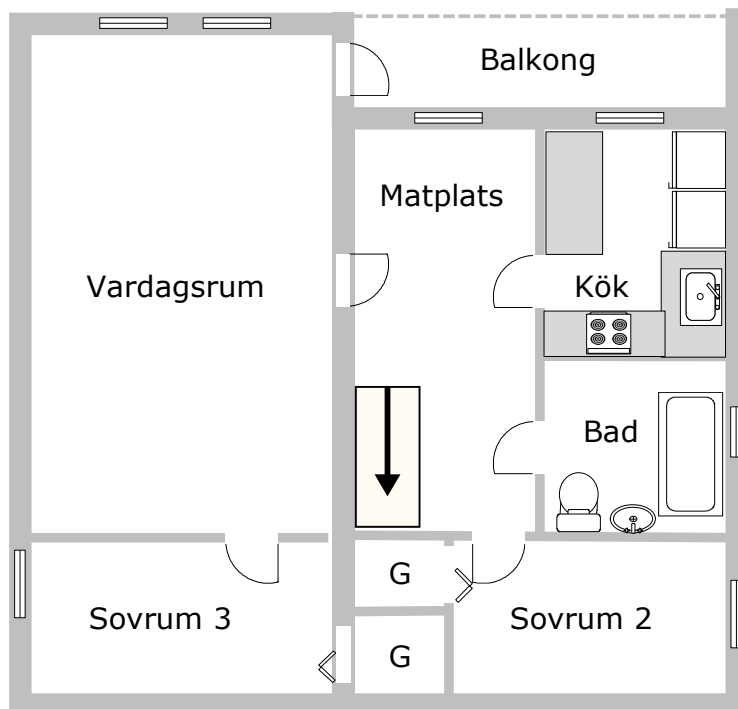 Balkong
Matplats
Vardagsrum
Kök
Bad
G
Sovrum 3
Sovrum 2
G